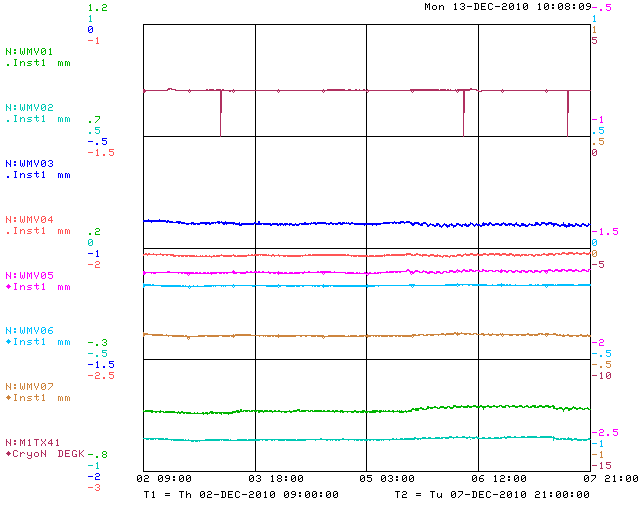 Mon 13-DEC-2010 10:08:09
1.2
1
0
-1
.7
.5
-.5
-1.5
.2
0
-1
-2
-.3
-.5
-1.5
-2.5
-.8
-1
-2
-3
N:WMV01
.Inst1 mm
N:WMV02
.Inst1 mm
N:WMV03
.Inst1 mm
N:WMV04
.Inst1 mm
N:WMV05
♦Inst1 mm
N:WMV06
♦Inst1 mm
N:WMV07
♦Inst1 mm
N:M1TX41
♦CryoN DEGK
-.5
1
1
5
-1
.5
.5
0
-1.5
0
0
-5
-2
-.5
-.5
-10
-2.5
-1
-1
-15
02 09:00 03 18:00 05 03:00 06 12:00 07 21:00
T1 = Th 02-DEC-2010 09:00:00 T2 = Tu 07-DEC-2010 21:00:00